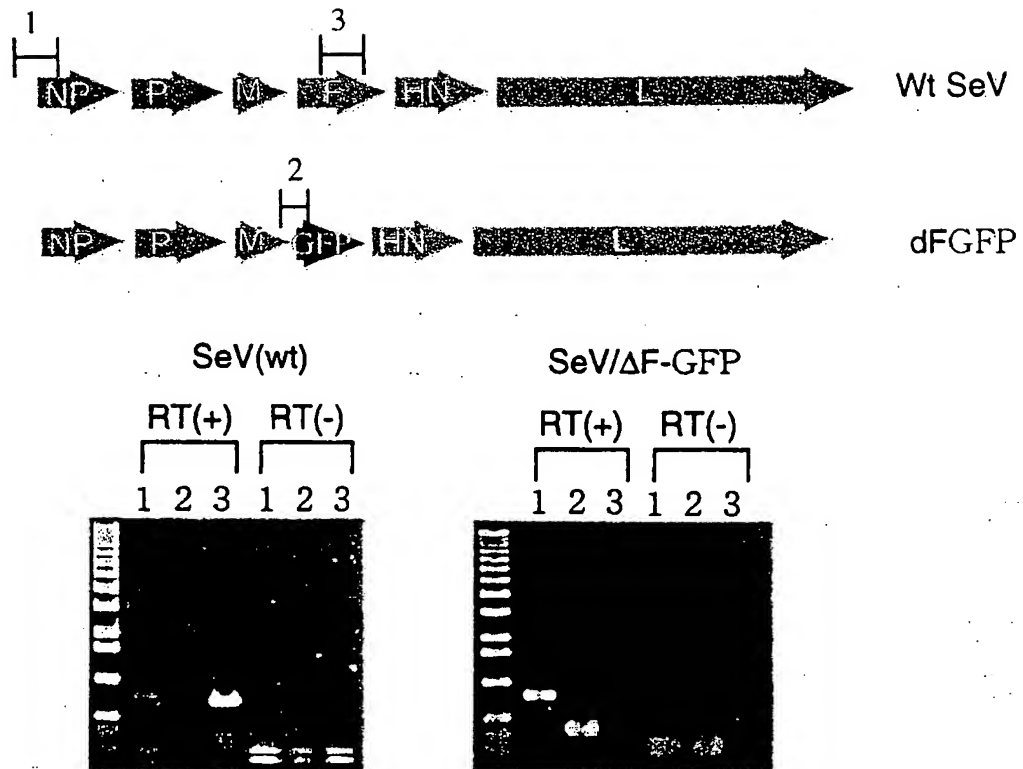 1
3
NP P M F HN L Wt SeV
2
NP P M GFP HN L dFGFP
SeV(wt) SeV/ΔF-GFP
RT(+) RT(-) RT(+) RT(-)
1 2 3 1 2 3 1 2 3 1 2 3